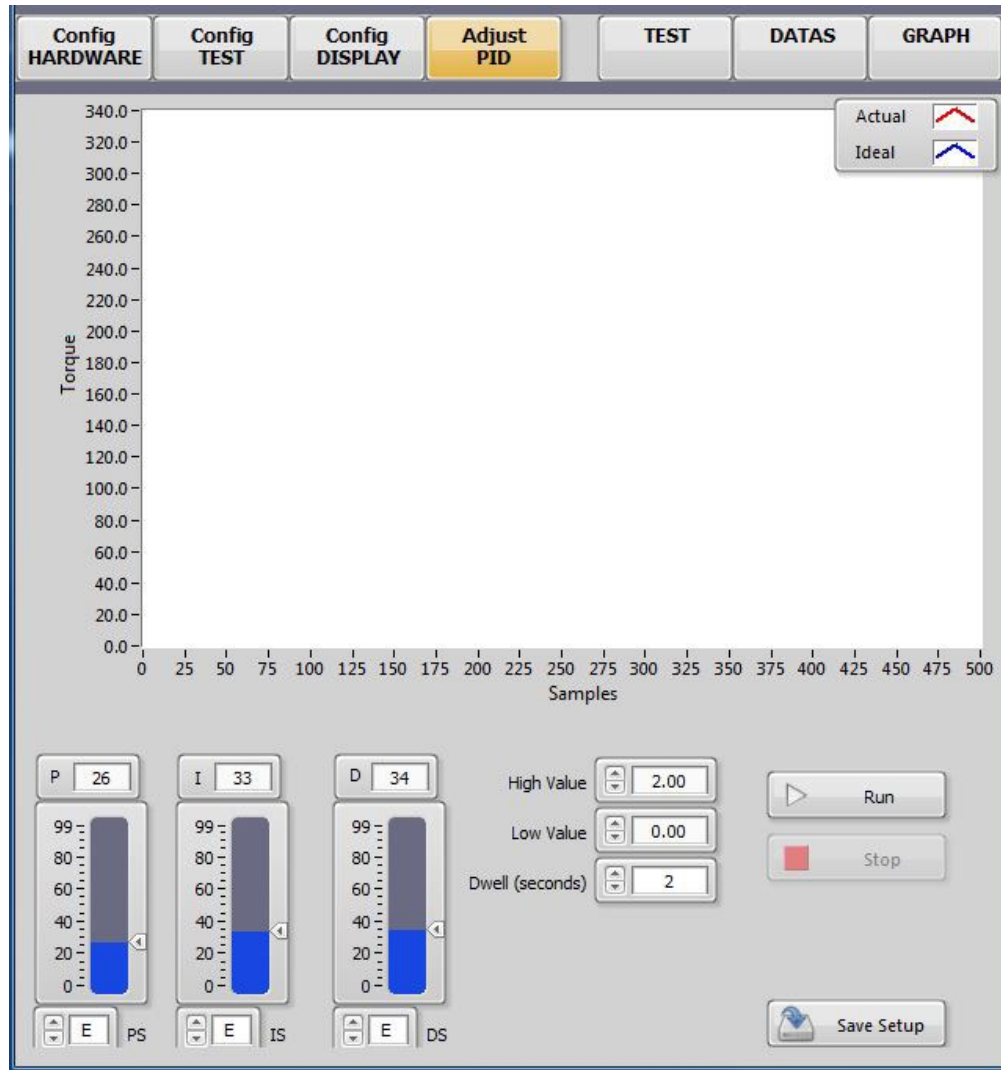 Config HARDWARE
Config TEST
Config DISPLAY
Adjust PID
TEST
DATAS
GRAPH
Actual
Ideal
340.0
320.0
300.0
280.0
260.0
240.0
220.0
200.0
180.0
160.0
140.0
120.0
100.0
80.0
60.0
40.0
20.0
0.0
Torque
0 25 50 75 100 125 150 175 200 225 250 275 300 325 350 375 400 425 450 475 500
Samples
P 26
99
80
60
40
20
0
E PS
I 33
99
80
60
40
20
0
E IS
D 34
99
80
60
40
20
0
E DS
High Value 2.00
Low Value 0.00
Dwell (seconds) 2
Run
Stop
Save Setup